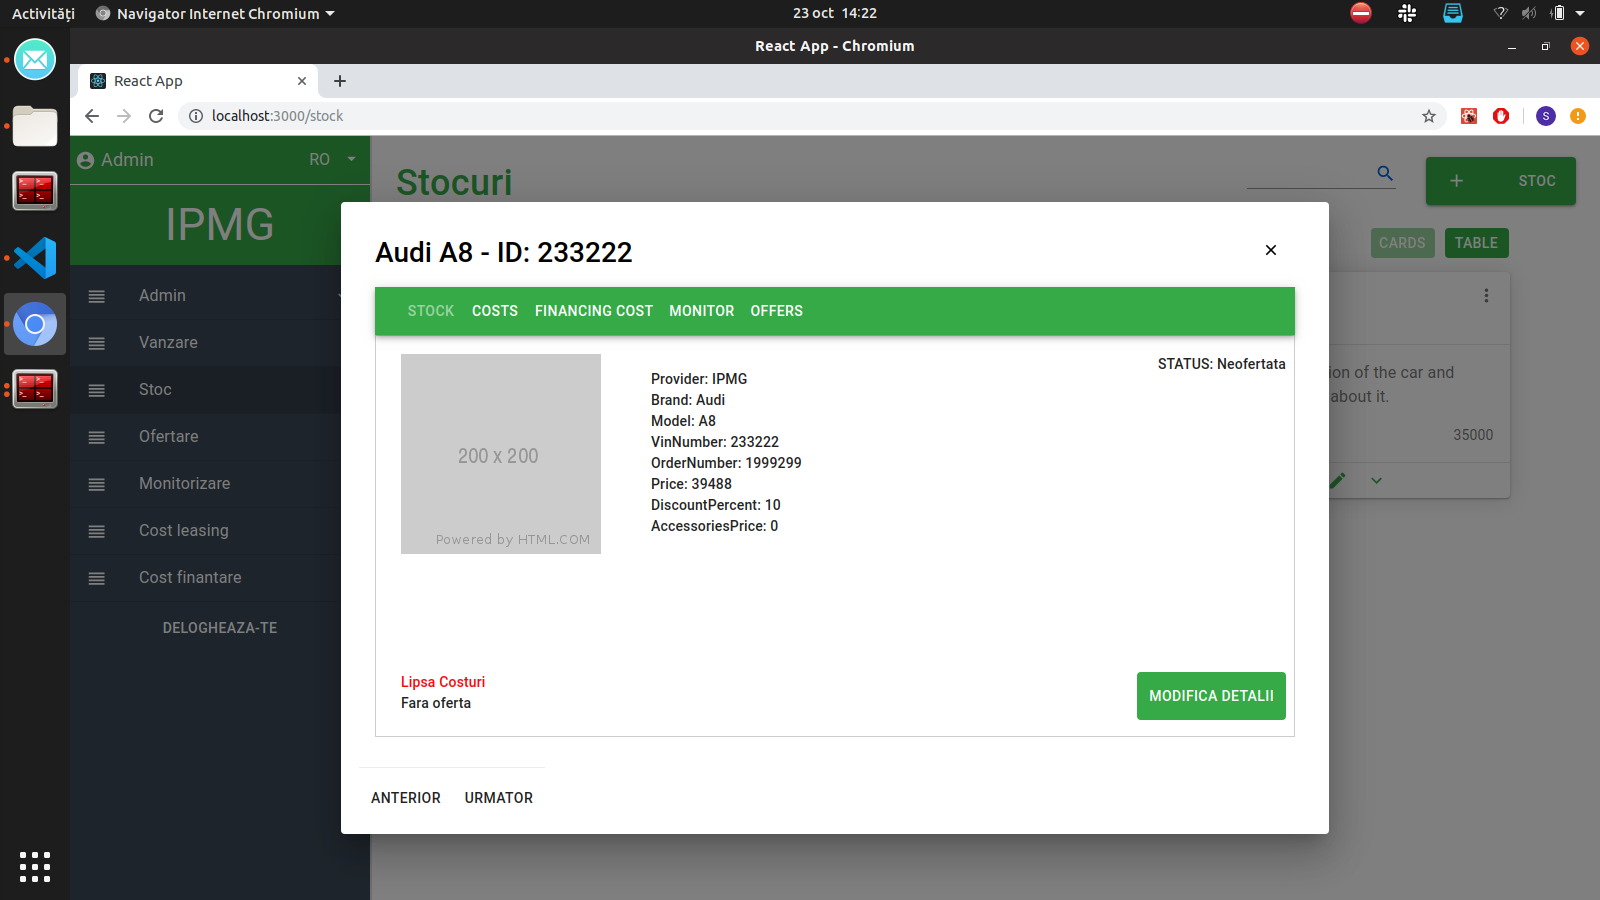 Activități
Navigator Internet Chromium
23 oct 14:22
React App - Chromium
React App
localhost:3000/stock
S
Admin
RO
IPMG
Admin
Vanzare
Stoc
Ofertare
Monitorizare
Cost leasing
Cost finantare
DELOGHEAZA-TE
Stocuri
STOC
CARDS
TABLE
ion of the car and
about it.
35000
Audi A8 - ID: 233222
STOCK
COSTS
FINANCING COST
MONITOR
OFFERS
200 x 200
Powered by HTML.COM
Provider: IPMG
Brand: Audi
Model: A8
VinNumber: 233222
OrderNumber: 1999299
Price: 39488
DiscountPercent: 10
AccessoriesPrice: 0
STATUS: Neofertata
Lipsa Costuri
Fara oferta
MODIFICA DETALII
ANTERIOR
URMATOR